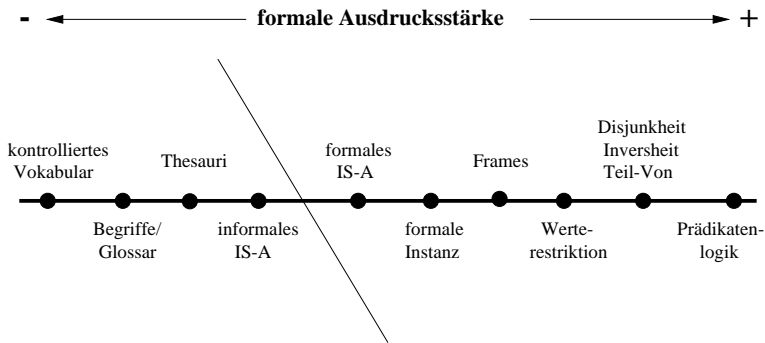 - formale Ausdrucksstärke +
kontrolliertes
Vokabular
Begriffe/
Glossar
Thesauri
informales
IS-A
formales
IS-A
formale
Instanz
Frames
Werte-
restriktion
Disjunkheit
Inversheit
Teil-Von
Prädikaten-
logik